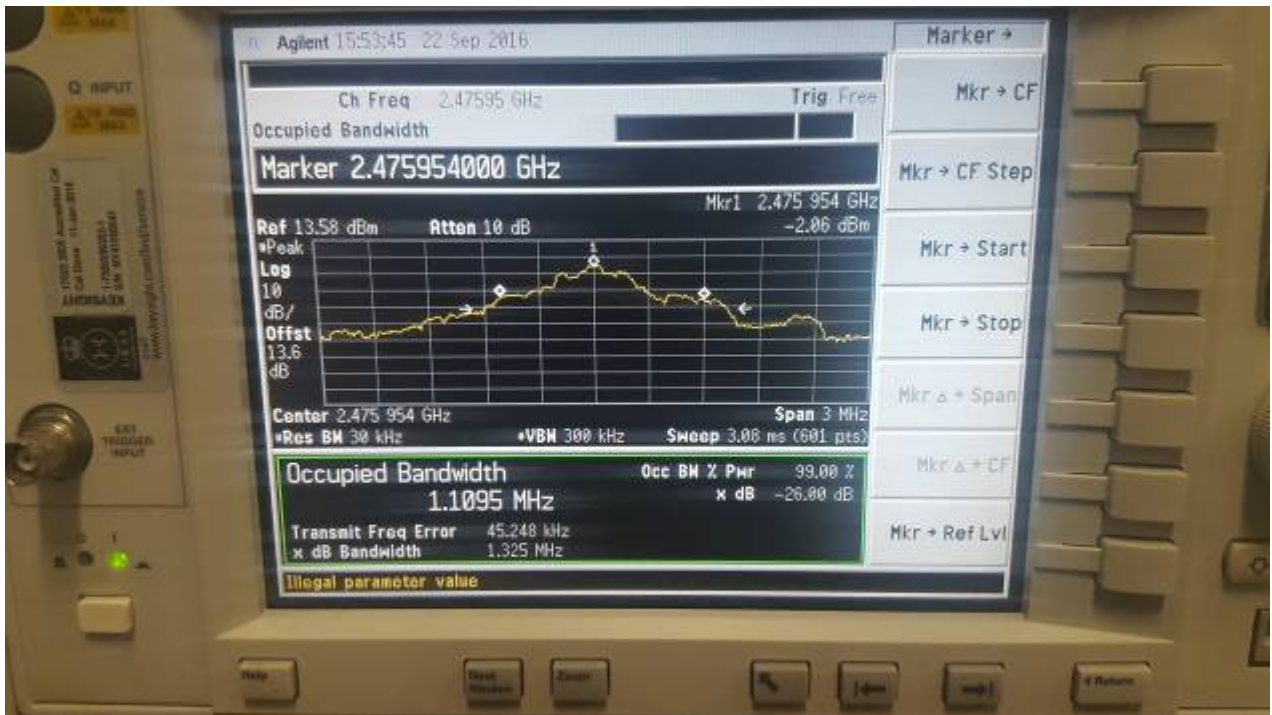 Agilent 15:53:45 22 Sep 2016
Marker →
Ch Freq 2.47595 GHz Trig Free
Occupied Bandwidth
Marker 2.475954000 GHz
Mkr1 2.475 954 GHz
Ref 13.58 dBm Atten 10 dB -2.06 dBm
•Peak
Log
10
dB/
Offst
13.6
dB
1
Center 2.475 954 GHz Span 3 MHz
•Res BW 30 kHz •VBW 300 kHz Sweep 3.08 ms (601 pts)
Occupied Bandwidth
1.1095 MHz
Occ BW % Pwr 99.00 %
x dB -26.00 dB
Transmit Freq Error 45.248 kHz
x dB Bandwidth 1.325 MHz
Illegal parameter value
Mkr → CF
Mkr → CF Step
Mkr → Start
Mkr → Stop
Mkr Δ → Span
Mkr Δ → CF
Mkr → Ref Lvl
Q INPUT
KEYSIGHT
EXT
TRIGGER
INPUT
Help
Next
Window
Zoom
Return